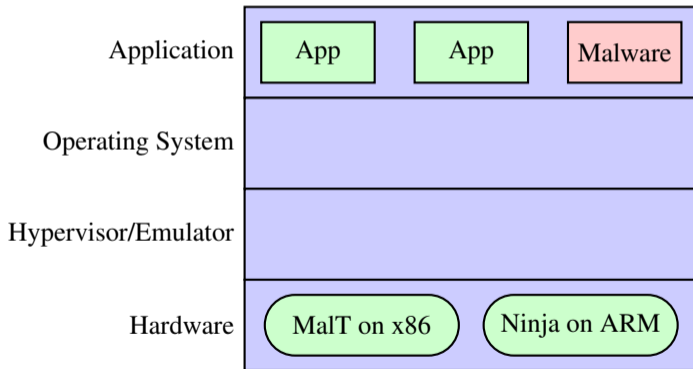 Application App App Malware
Operating System
Hypervisor/Emulator
Hardware MalT on x86 Ninja on ARM